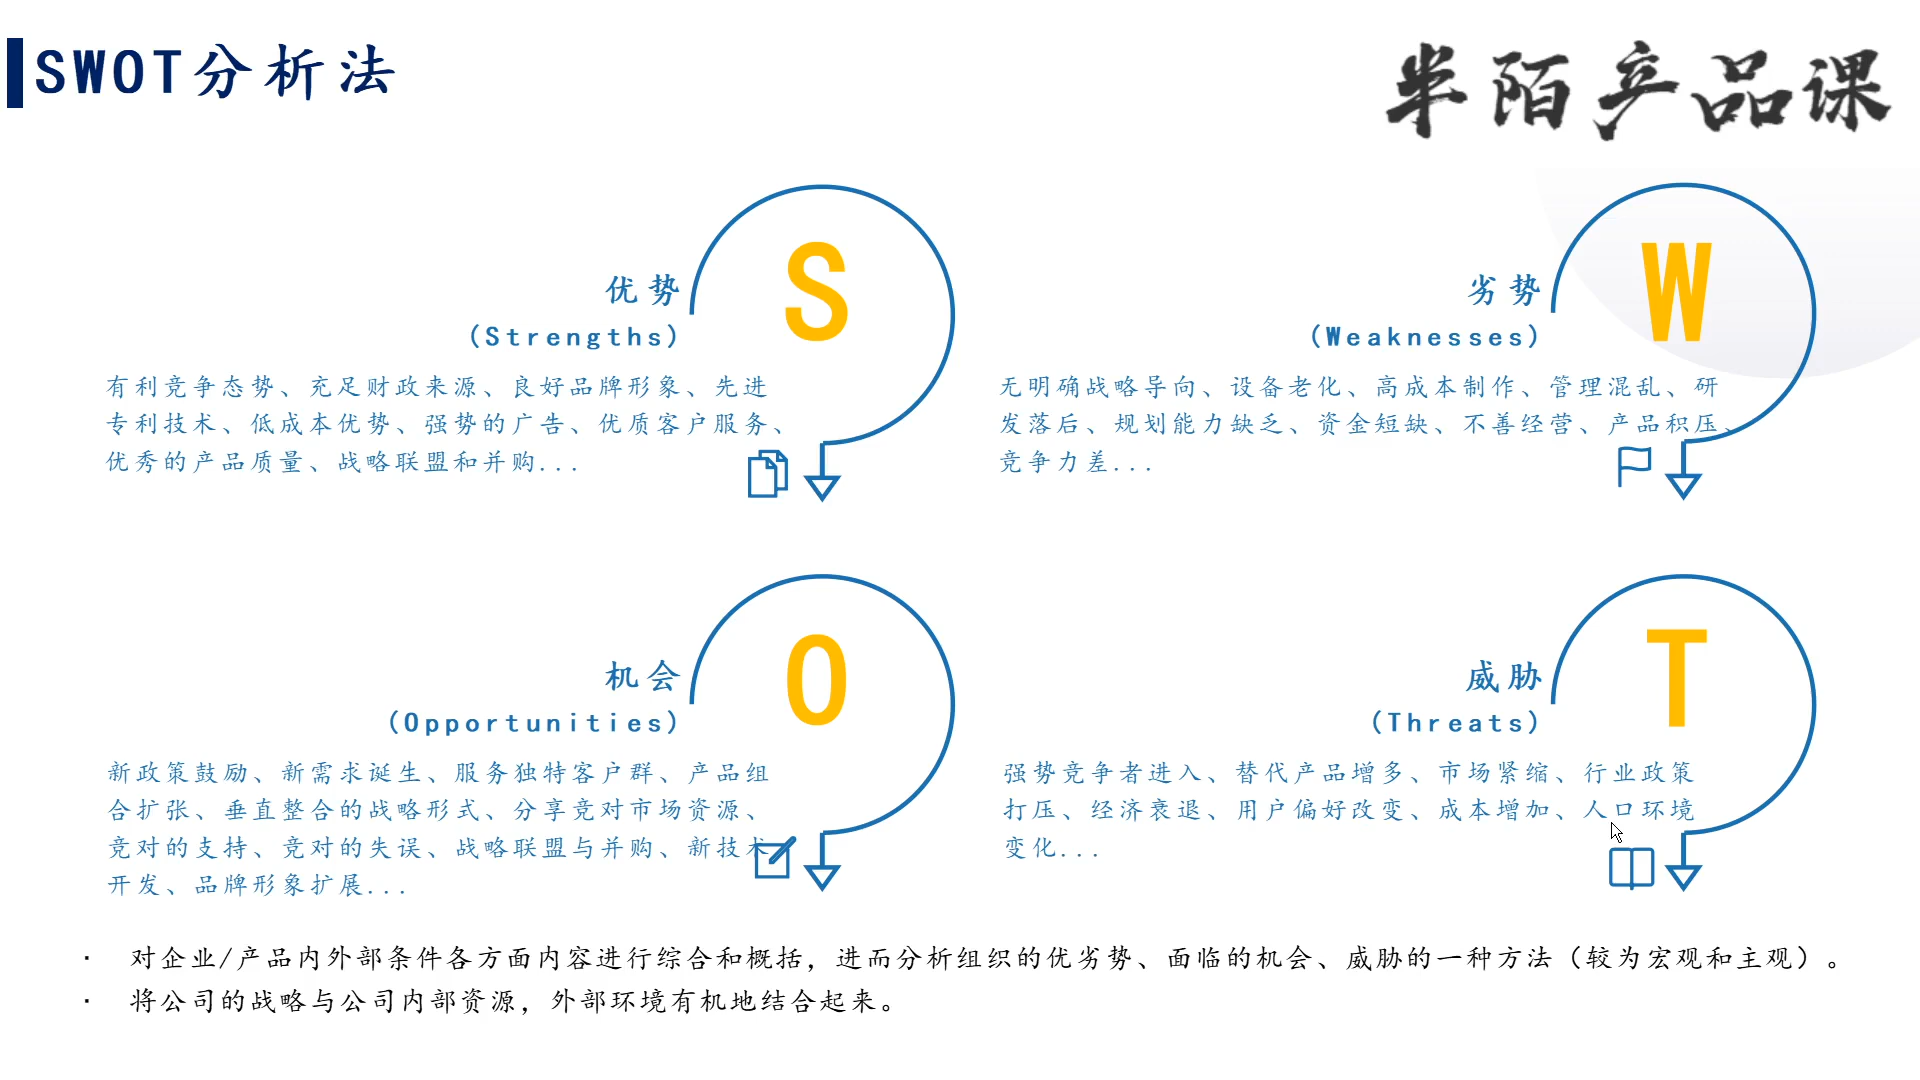 SWOT分析法
半陌产品课
S
优势
(Strengths)
有利竞争态势、充足财政来源、良好品牌形象、先进
专利技术、低成本优势、强势的广告、优质客户服务、
优秀的产品质量、战略联盟和并购...
W
劣势
(Weaknesses)
无明确战略导向、设备老化、高成本制作、管理混乱、研
发落后、规划能力缺乏、资金短缺、不善经营、产品积压、
竞争力差...
O
机会
(Opportunities)
新政策鼓励、新需求诞生、服务独特客户群、产品组
合扩张、垂直整合的战略形式、分享竞对市场资源、
竞对的支持、竞对的失误、战略联盟与并购、新技术
开发、品牌形象扩展...
T
威胁
(Threats)
强势竞争者进入、替代产品增多、市场紧缩、行业政策
打压、经济衰退、用户偏好改变、成本增加、人口环境
变化...
· 对企业/产品内外部条件各方面内容进行综合和概括，进而分析组织的优劣势、面临的机会、威胁的一种方法（较为宏观和主观）。
· 将公司的战略与公司内部资源，外部环境有机地结合起来。